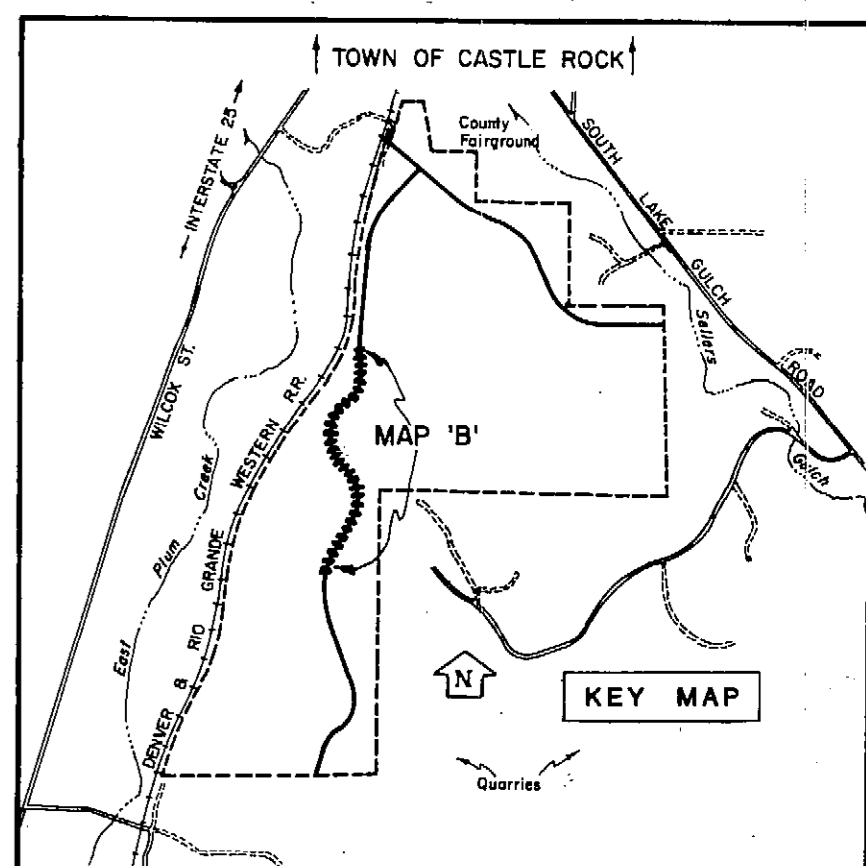 TOWN OF CASTLE ROCK
County
Fairground
INTERSTATE 25
SOUTH LAKE GULCH ROAD
Sellars Gulch
WILCOX ST.
MAP 'B'
East Plum Creek
DENVER & RIO GRANDE WESTERN R.R.
N
KEY MAP
Quarries